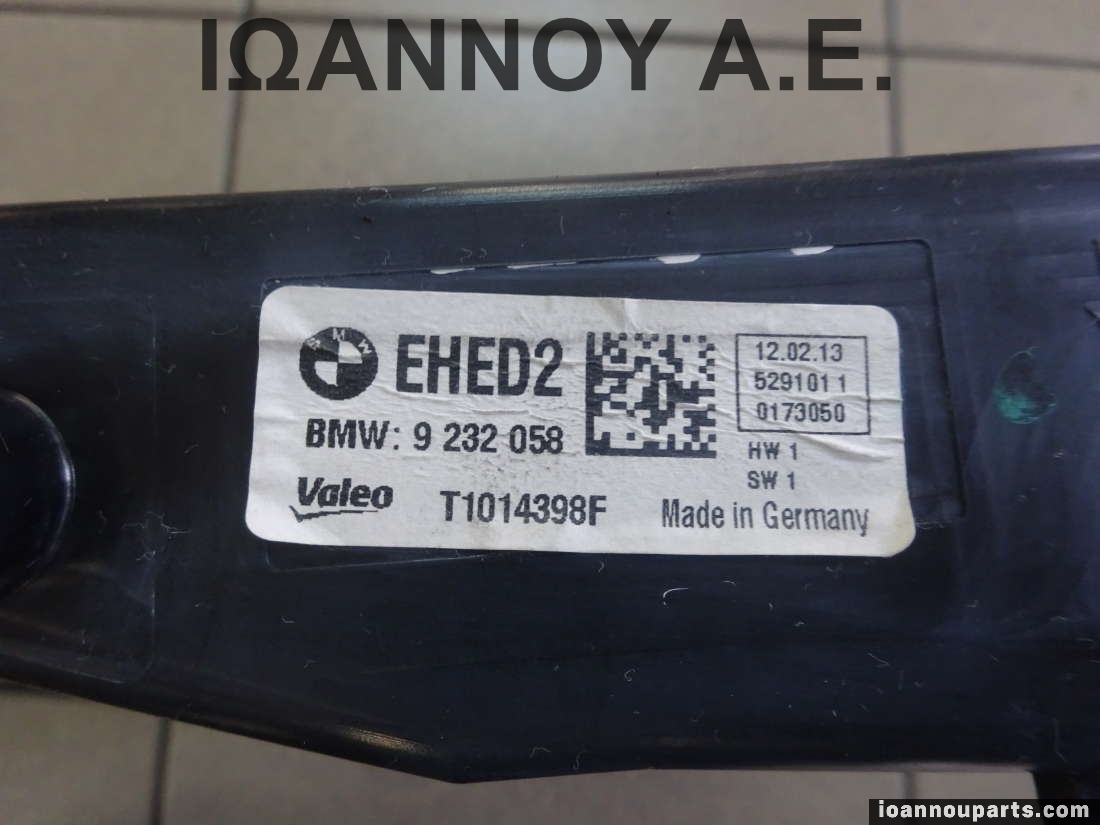 ΙΩΑΝΝΟΥ Α.Ε.
BMW
EHED2
BMW: 9 232 058
Valeo
T1014398F
12.02.13
5291011
0173050
HW 1
SW 1
Made in Germany
ioannouparts.com